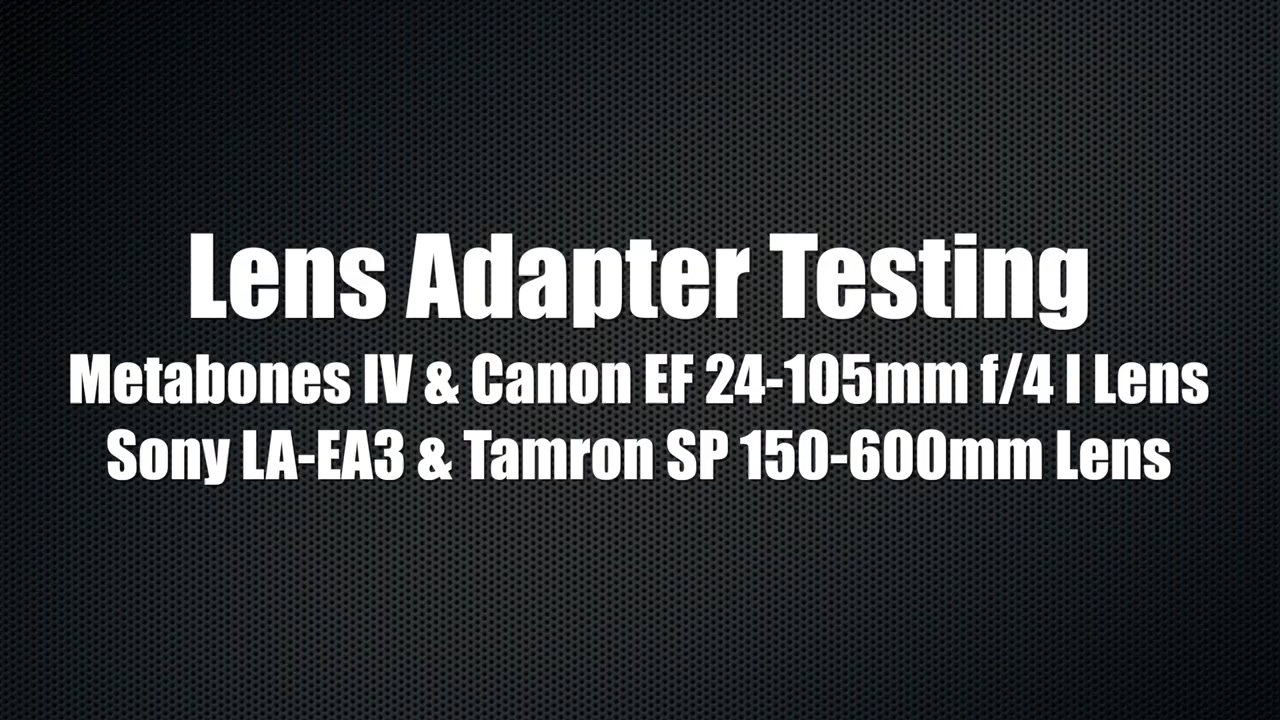 Lens Adapter Testing
Metabones IV & Canon EF 24-105mm f/4 l Lens
Sony LA-EA3 & Tamron SP 150-600mm Lens